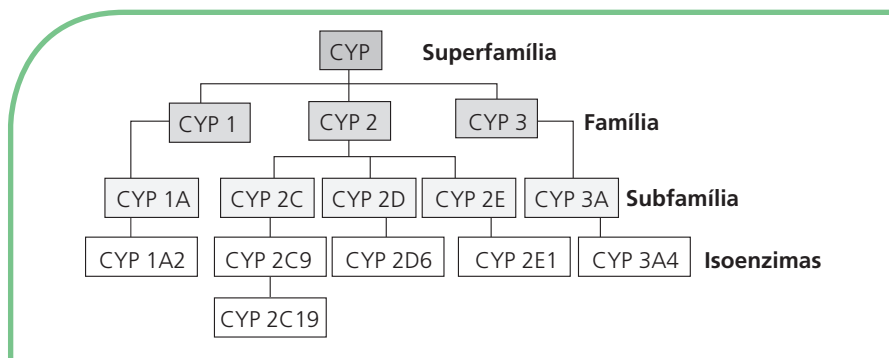 CYP Superfamília
CYP 1 CYP 2 CYP 3 Família
CYP 1A CYP 2C CYP 2D CYP 2E CYP 3A Subfamília
CYP 1A2 CYP 2C9 CYP 2D6 CYP 2E1 CYP 3A4 Isoenzimas
CYP 2C19